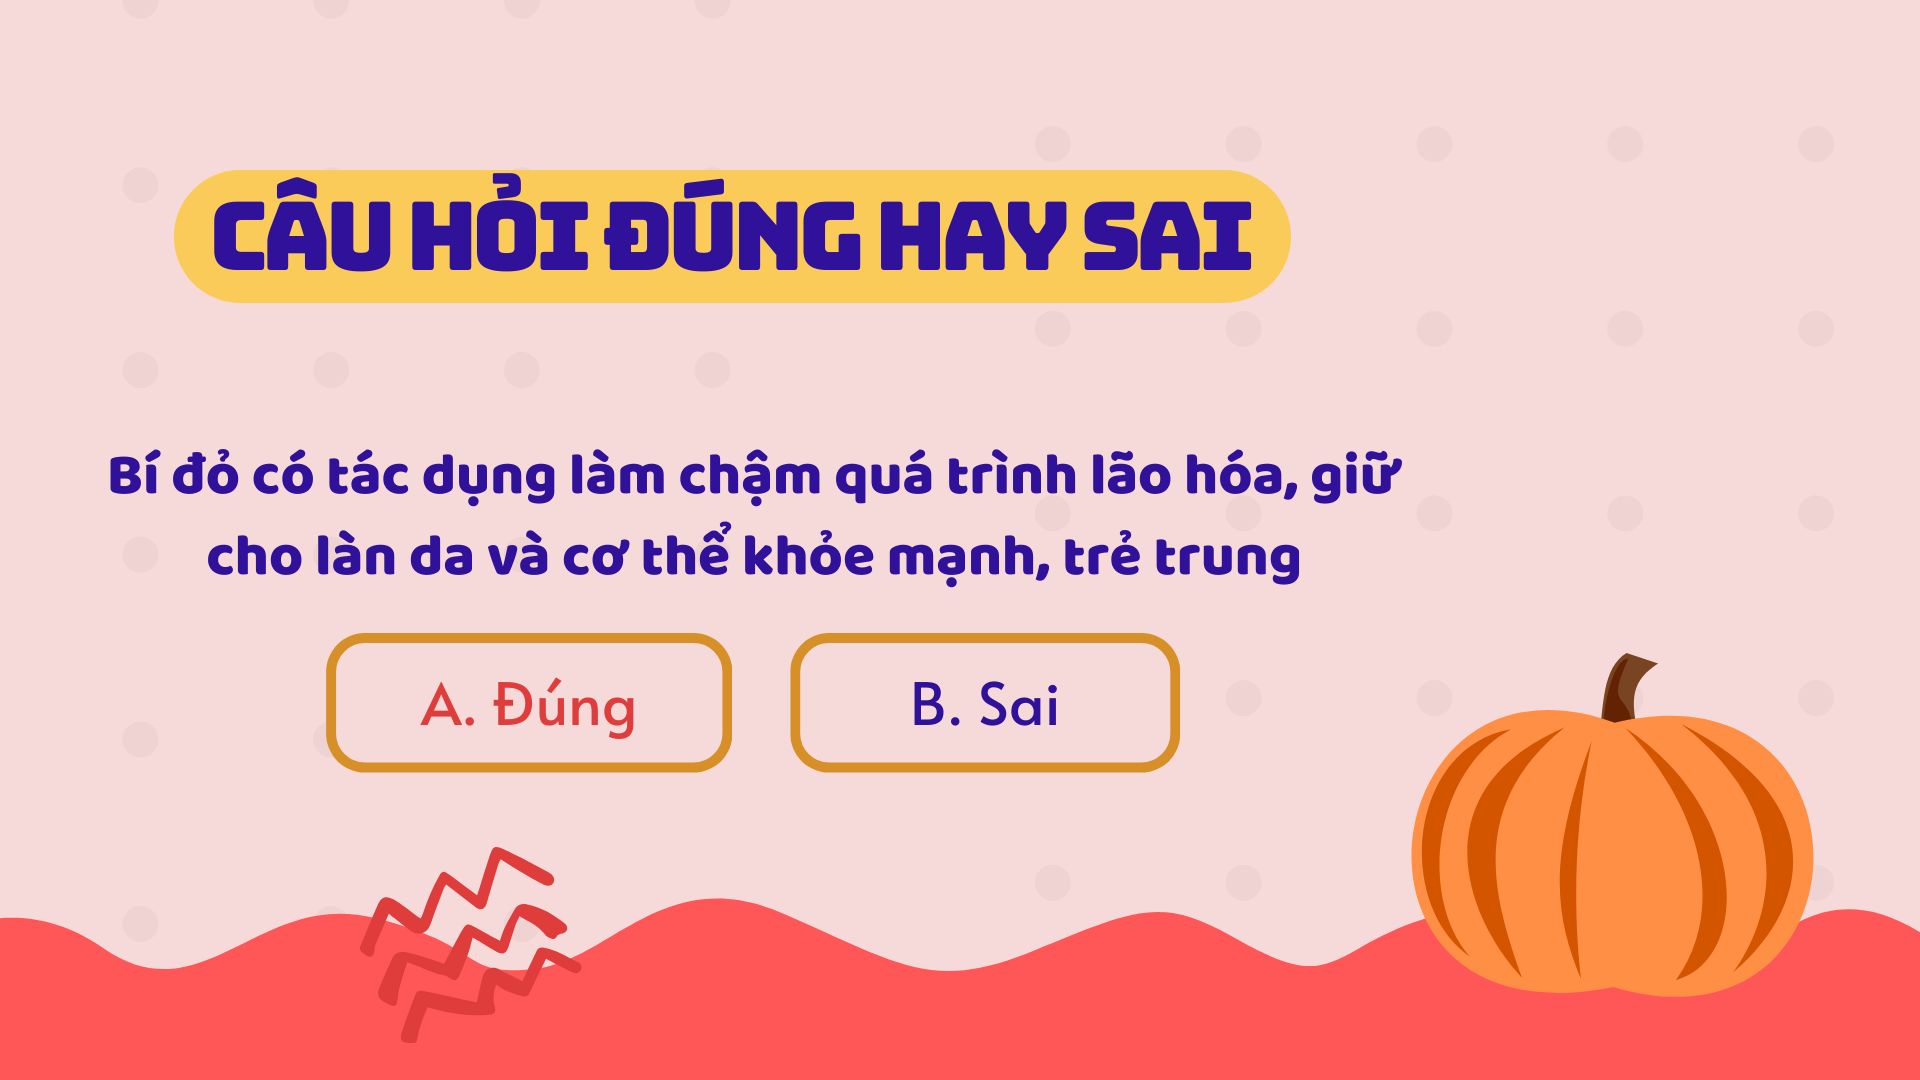 CÂU HỎI ĐÚNG HAY SAI
Bí đỏ có tác dụng làm chậm quá trình lão hóa, giữ
cho làn da và cơ thể khỏe mạnh, trẻ trung
A. Đúng
B. Sai